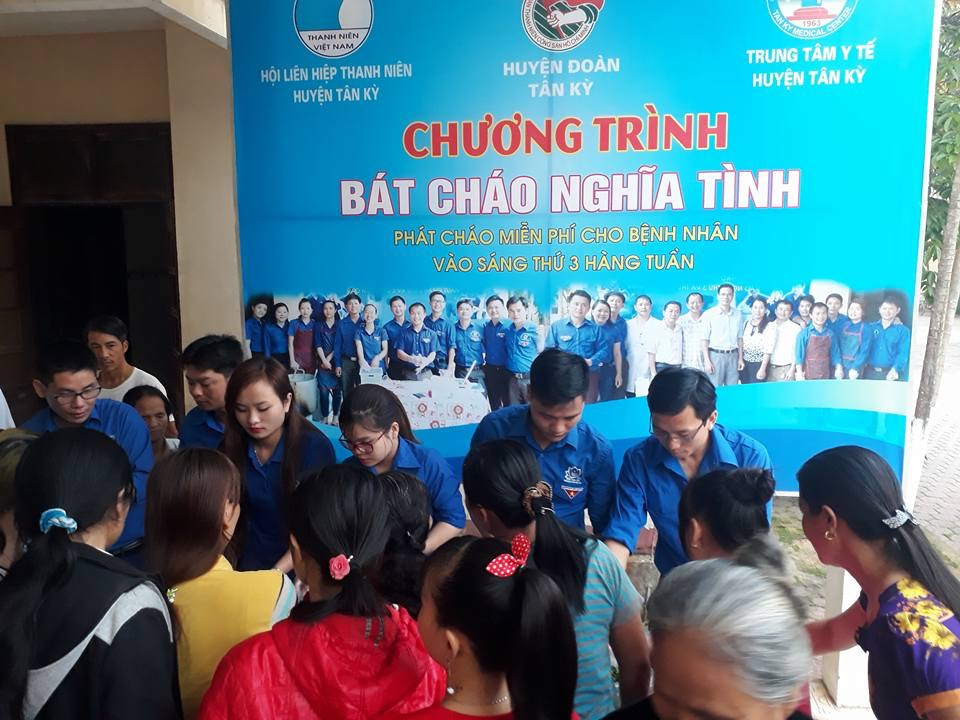 THANH NIÊN
VIỆT NAM
HỘI LIÊN HIỆP THANH NIÊN
HUYỆN TÂN KỲ
HUYỆN ĐOÀN
TÂN KỲ
TAN KY MEDICAL CENTER
1963
TRUNG TÂM Y TẾ
HUYỆN TÂN KỲ
CHƯƠNG TRÌNH
BÁT CHÁO NGHĨA TÌNH
PHÁT CHÁO MIỄN PHÍ CHO BỆNH NHÂN
VÀO SÁNG THỨ 3 HÀNG TUẦN